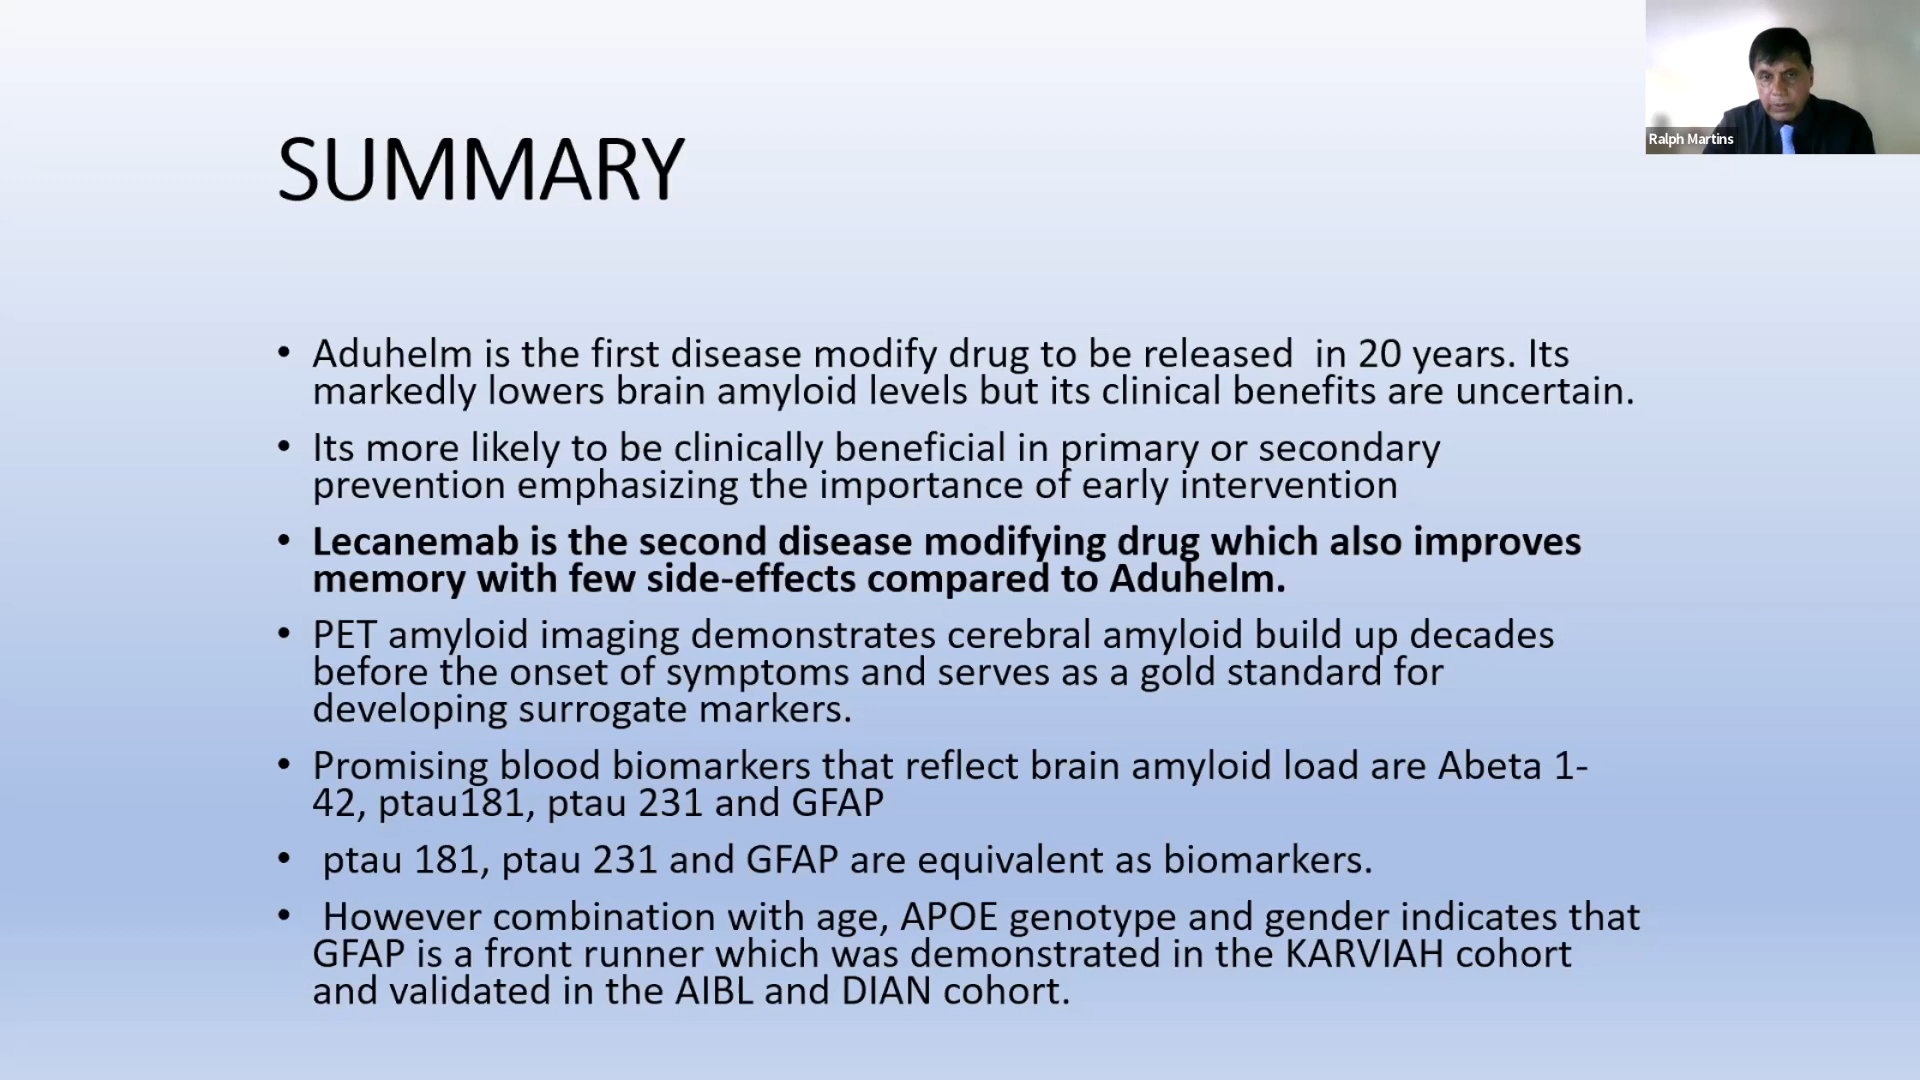 Ralph Martins
SUMMARY
• Aduhelm is the first disease modify drug to be released  in 20 years. Its
markedly lowers brain amyloid levels but its clinical benefits are uncertain.
• Its more likely to be clinically beneficial in primary or secondary
prevention emphasizing the importance of early intervention
• Lecanemab is the second disease modifying drug which also improves
memory with few side-effects compared to Aduhelm.
• PET amyloid imaging demonstrates cerebral amyloid build up decades
before the onset of symptoms and serves as a gold standard for
developing surrogate markers.
• Promising blood biomarkers that reflect brain amyloid load are Abeta 1-
42, ptau181, ptau 231 and GFAP
• ptau 181, ptau 231 and GFAP are equivalent as biomarkers.
• However combination with age, APOE genotype and gender indicates that
GFAP is a front runner which was demonstrated in the KARVIAH cohort
and validated in the AIBL and DIAN cohort.